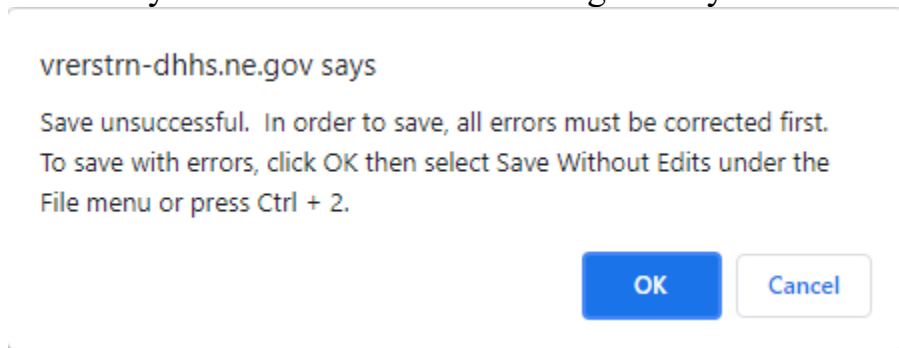 vrerstrn-dhhs.ne.gov says
Save unsuccessful.  In order to save, all errors must be corrected first.
To save with errors, click OK then select Save Without Edits under the
File menu or press Ctrl + 2.
OK
Cancel